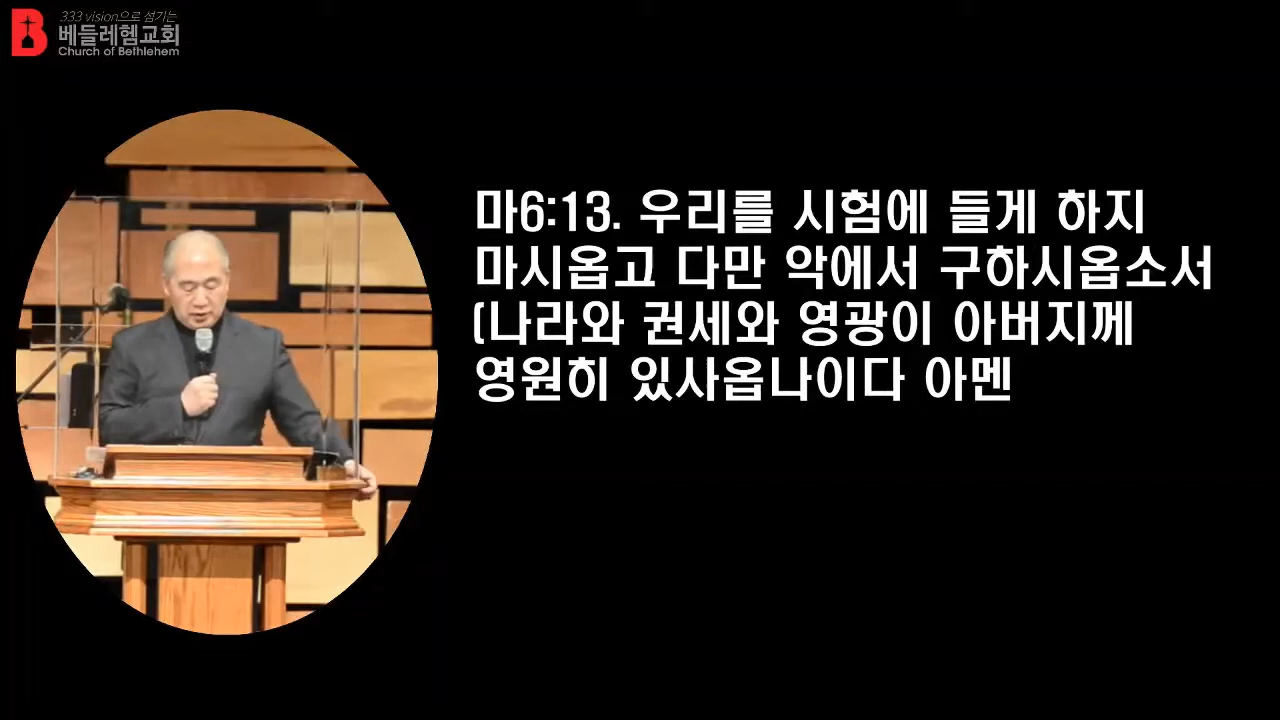 333 vision으로 섬기는
베들레헴교회
Church of Bethlehem
마6:13. 우리를 시험에 들게 하지
마시옵고 다만 악에서 구하시옵소서
(나라와 권세와 영광이 아버지께
영원히 있사옵나이다 아멘